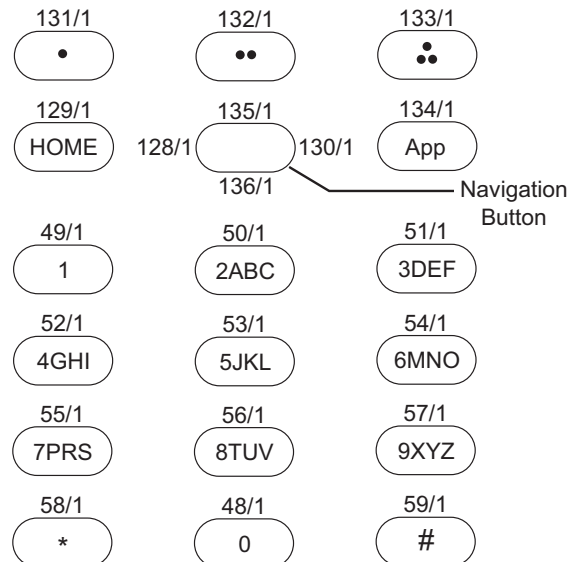 131/1 132/1 133/1
• •• •••
129/1 135/1 134/1
HOME 128/1 130/1 App
136/1 Navigation
Button
49/1 50/1 51/1
1 2ABC 3DEF
52/1 53/1 54/1
4GHI 5JKL 6MNO
55/1 56/1 57/1
7PRS 8TUV 9XYZ
58/1 48/1 59/1
* 0 #